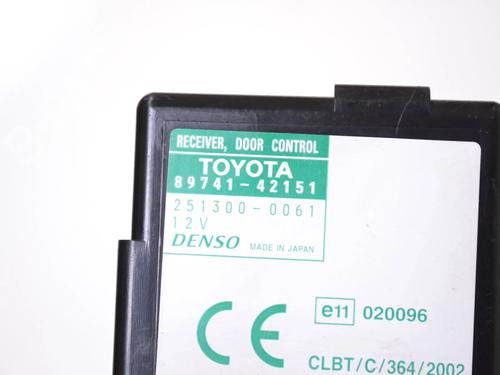 RECEIVER, DOOR CONTROL
TOYOTA
89741-42151
251300-0061
12V
DENSO MADE IN JAPAN
e11 020096
CE
CLBT/C/364/2002